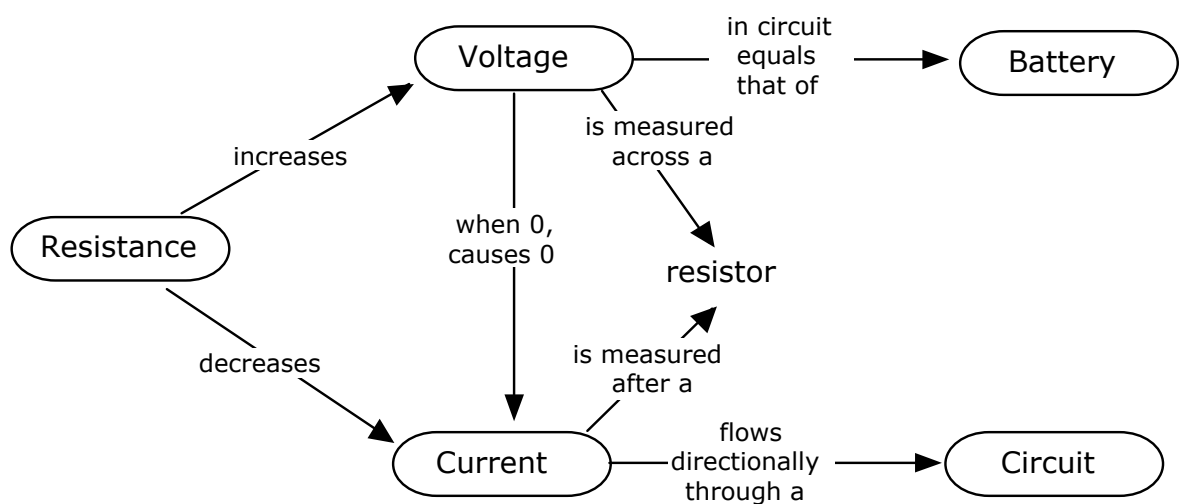 in circuit
equals
that of
Voltage
Battery
is measured
across a
increases
when 0,
causes 0
Resistance
resistor
is measured
after a
decreases
flows
directionally
through a
Current
Circuit